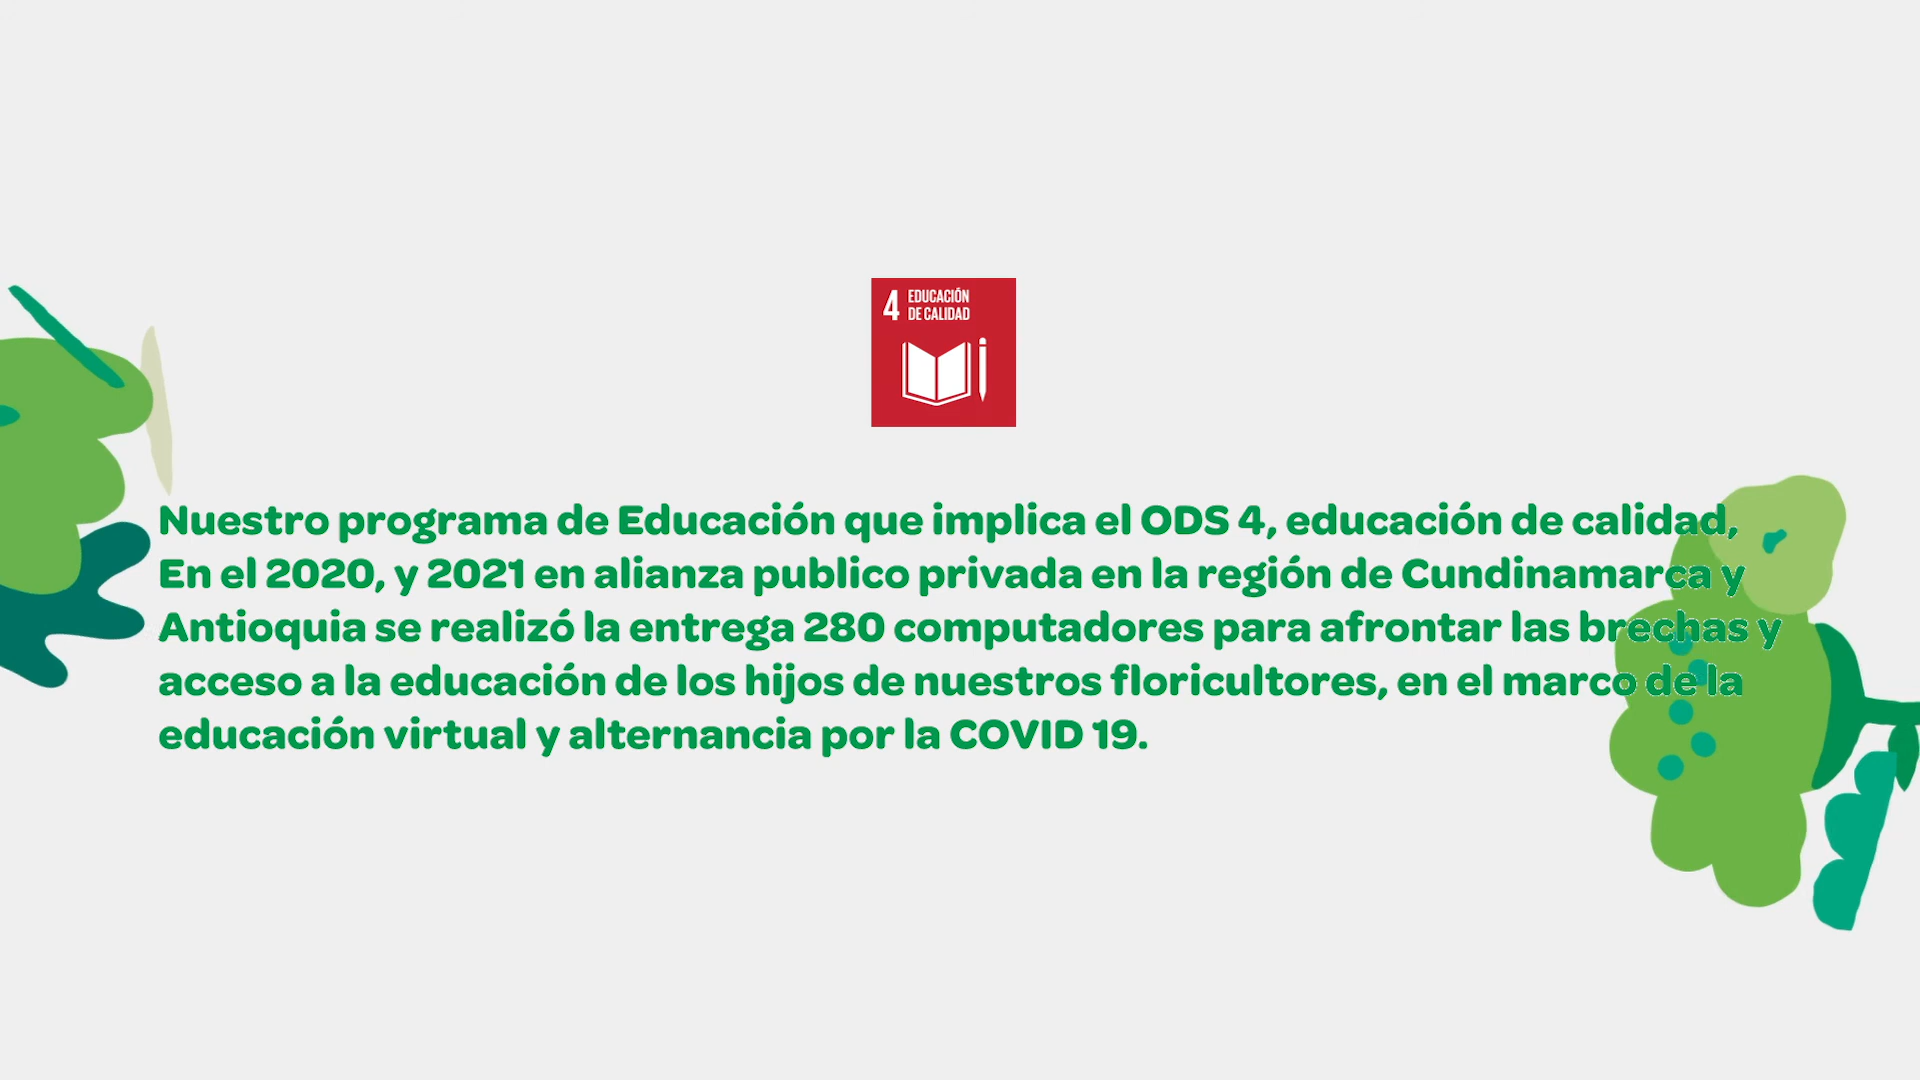 4 EDUCACIÓN
DE CALIDAD
Nuestro programa de Educación que implica el ODS 4, educación de calidad,
En el 2020, y 2021 en alianza publico privada en la región de Cundinamarca y
Antioquia se realizó la entrega 280 computadores para afrontar las brechas y
acceso a la educación de los hijos de nuestros floricultores, en el marco de la
educación virtual y alternancia por la COVID 19.